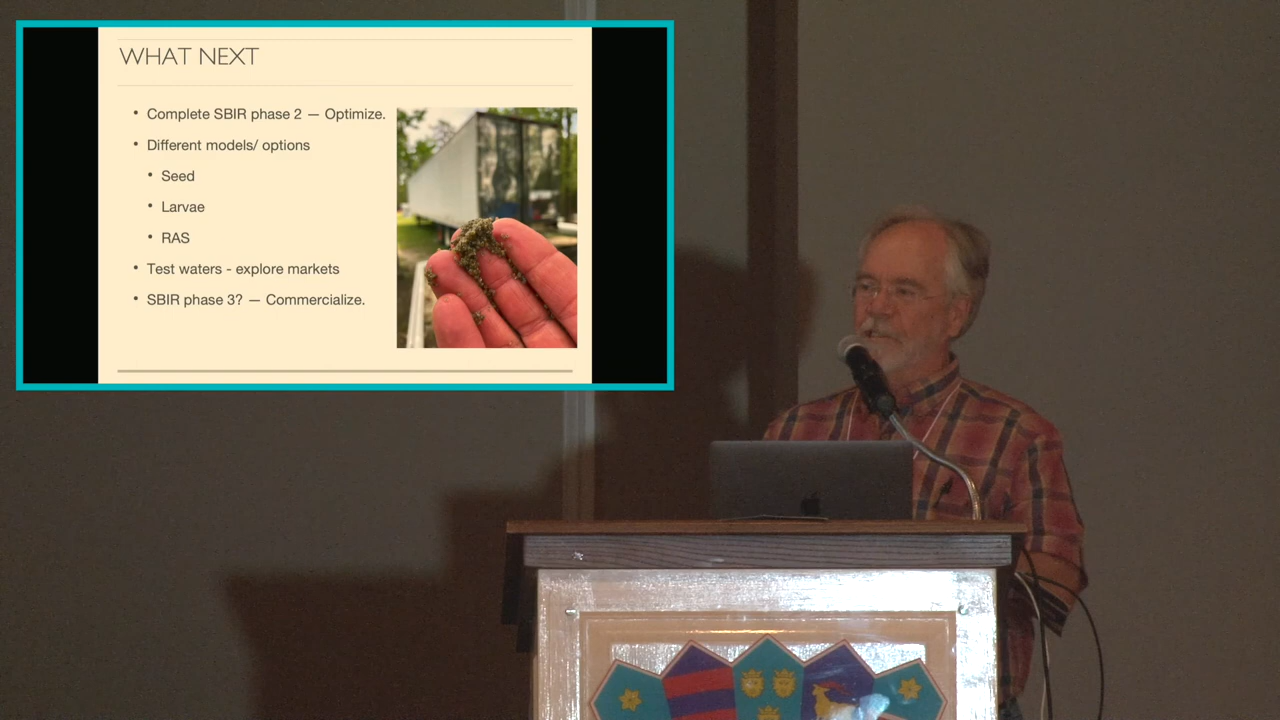 WHAT NEXT
• Complete SBIR phase 2 — Optimize.
• Different models/ options
• Seed
• Larvae
• RAS
• Test waters - explore markets
• SBIR phase 3? — Commercialize.